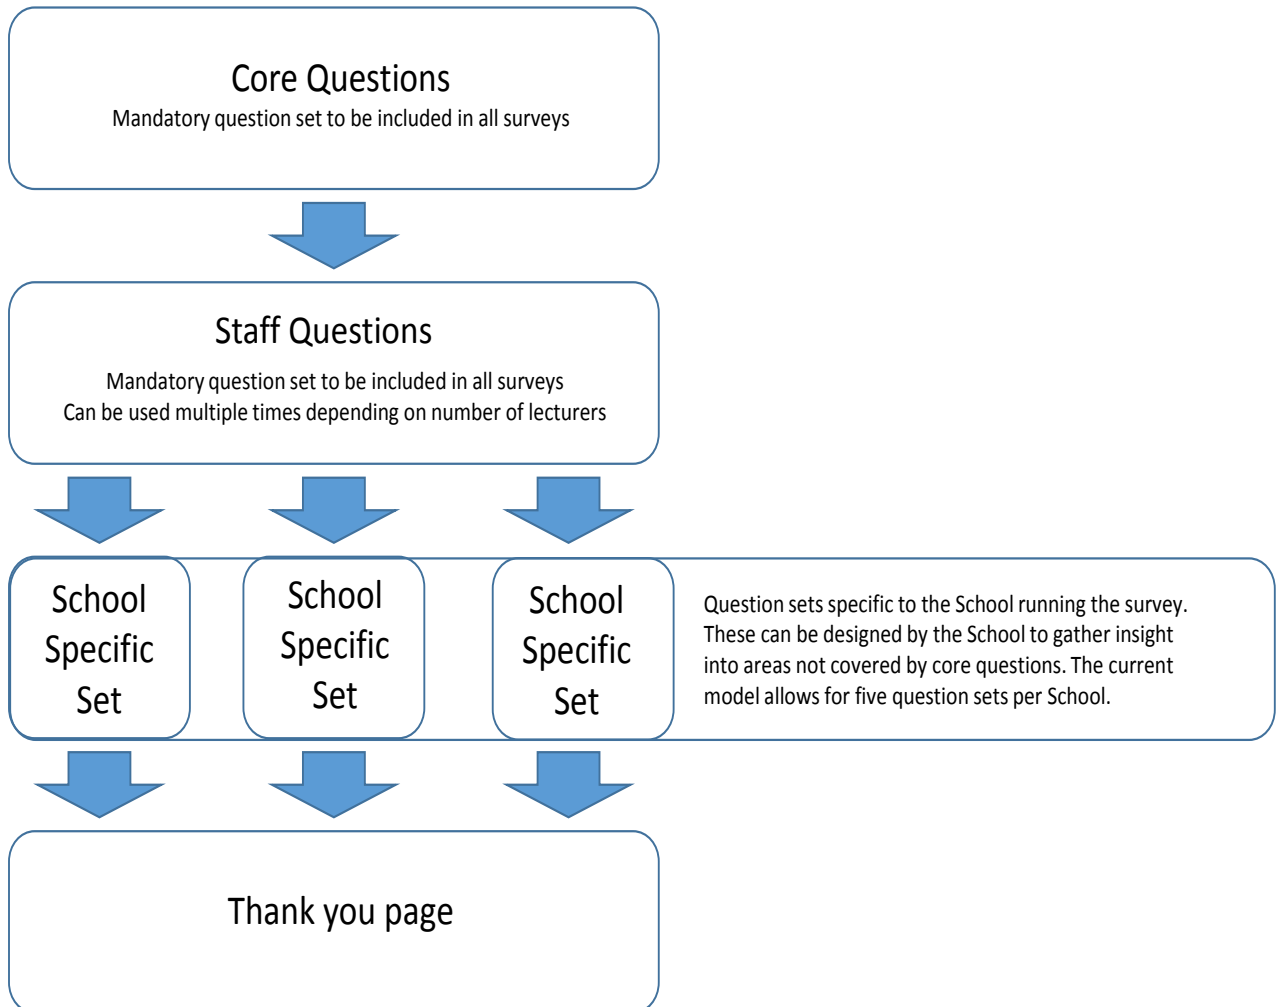 Core Questions
Mandatory question set to be included in all surveys
Staff Questions
Mandatory question set to be included in all surveys
Can be used multiple times depending on number of lecturers
School
Specific
Set
School
Specific
Set
School
Specific
Set
Question sets specific to the School running the survey.
These can be designed by the School to gather insight
into areas not covered by core questions. The current
model allows for five question sets per School.
Thank you page